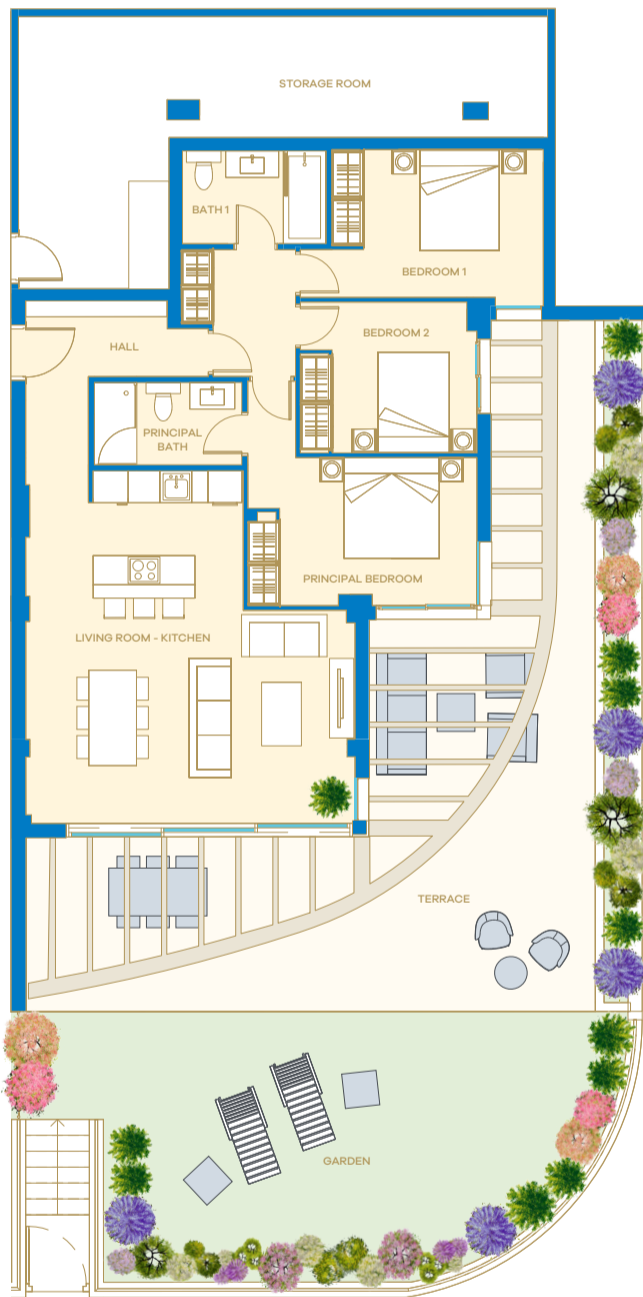 STORAGE ROOM
BATH 1
BEDROOM 1
BEDROOM 2
HALL
PRINCIPAL
BATH
PRINCIPAL BEDROOM
LIVING ROOM - KITCHEN
TERRACE
GARDEN